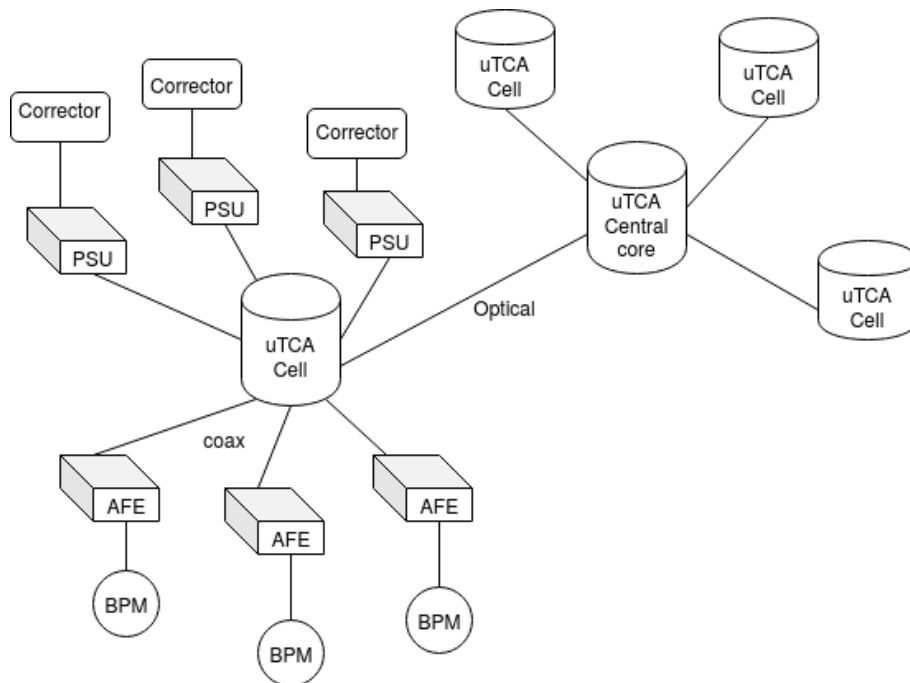 uTCA
Cell
uTCA
Cell
Corrector
Corrector
Corrector
uTCA
Central
core
PSU
PSU
PSU
uTCA
Cell
Optical
uTCA
Cell
coax
AFE
AFE
AFE
BPM
BPM
BPM